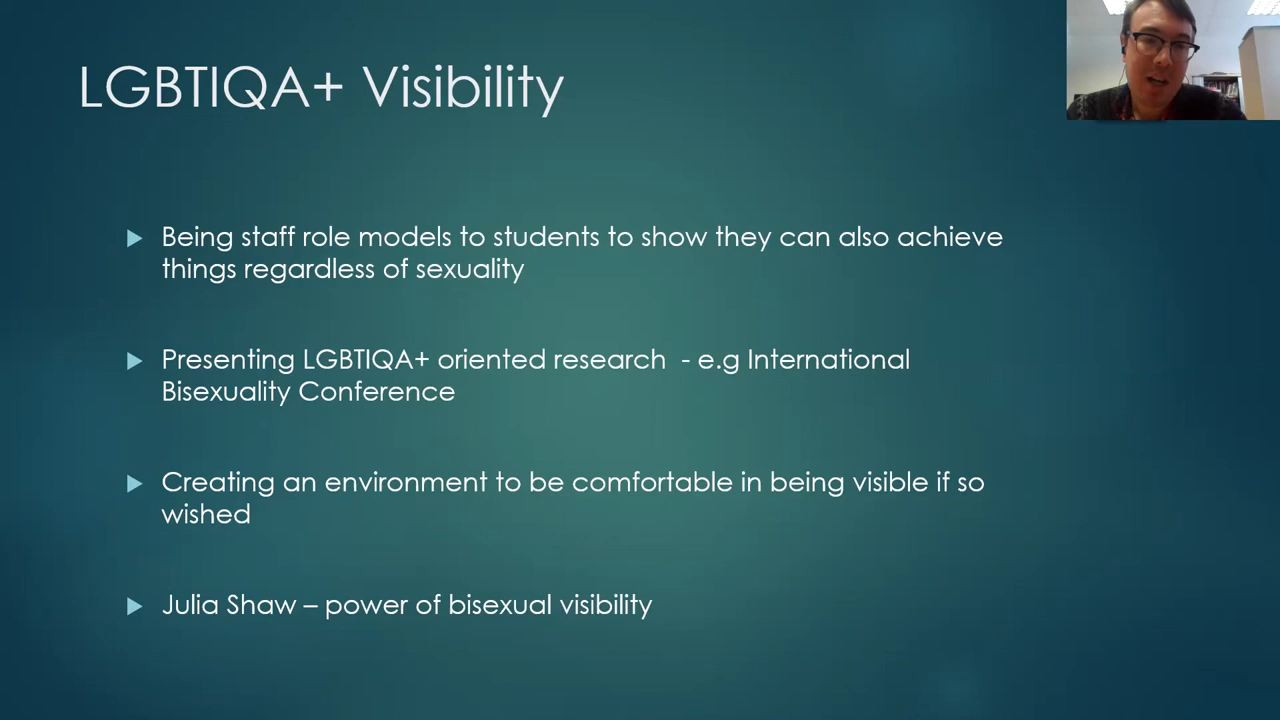 LGBTIQA+ Visibility
Being staff role models to students to show they can also achieve
things regardless of sexuality
Presenting LGBTIQA+ oriented research  - e.g International
Bisexuality Conference
Creating an environment to be comfortable in being visible if so
wished
Julia Shaw – power of bisexual visibility